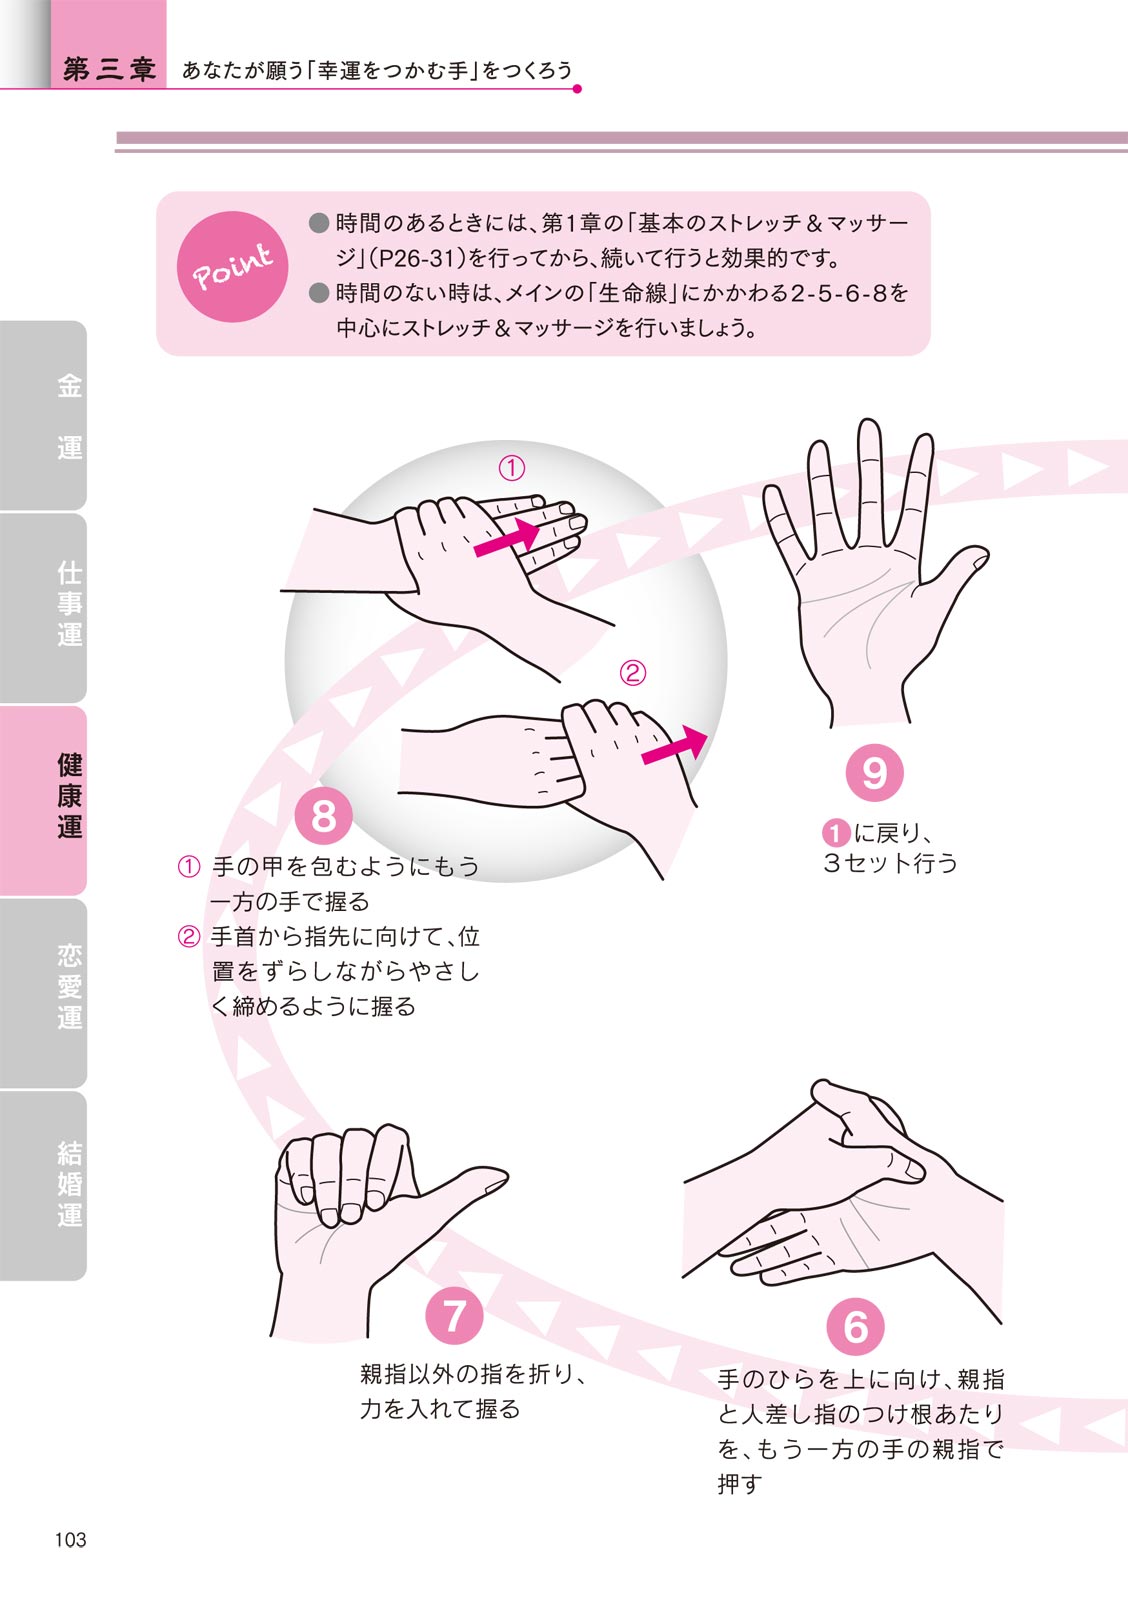 第三章 あなたが願う「幸運をつかむ手」をつくろう
Point
● 時間のあるときには、第1章の「基本のストレッチ＆マッサー
ジ」（P26-31）を行ってから、続いて行うと効果的です。
● 時間のない時は、メインの「生命線」にかかわる2-5-6-8を
中心にストレッチ＆マッサージを行いましょう。
金運
仕事運
健康運
恋愛運
結婚運
①
②
9
❶に戻り、
３セット行う
8
① 手の甲を包むようにもう
一方の手で握る
② 手首から指先に向けて、位
置をずらしながらやさし
く締めるように握る
7
親指以外の指を折り、
力を入れて握る
6
手のひらを上に向け、親指
と人差し指のつけ根あたり
を、もう一方の手の親指で
押す
103